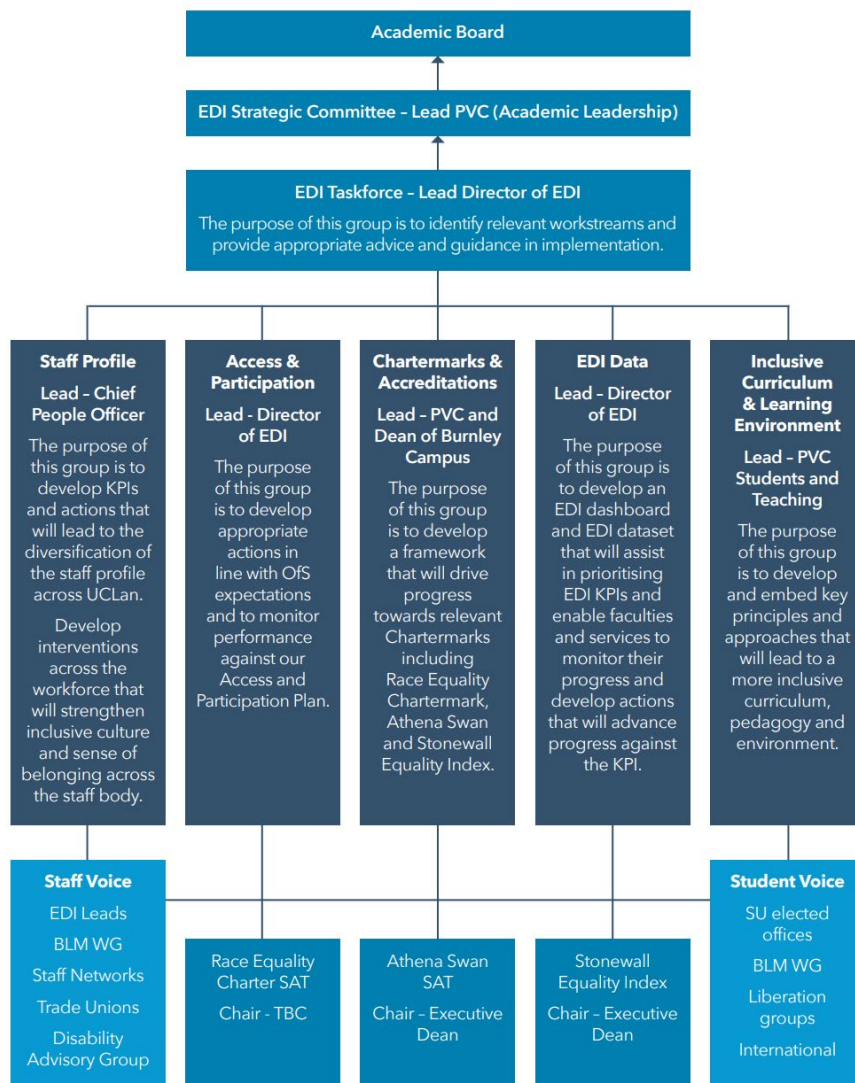 Academic Board
EDI Strategic Committee – Lead PVC (Academic Leadership)
EDI Taskforce – Lead Director of EDI
The purpose of this group is to identify relevant workstreams and
provide appropriate advice and guidance in implementation.
Staff Profile
Lead – Chief
People Officer
The purpose of
this group is to
develop KPIs
and actions that
will lead to the
diversification of
the staff profile
across UCLan.
Develop
interventions
across the
workforce that
will strengthen
inclusive culture
and sense of
belonging across
the staff body.
Access &
Participation
Lead - Director
of EDI
The purpose
of this group
is to develop
appropriate
actions in
line with OfS
expectations
and to monitor
performance
against our
Access and
Participation Plan.
Chartermarks &
Accreditations
Lead – PVC and
Dean of Burnley
Campus
The purpose
of this group
is to develop
a framework
that will drive
progress
towards relevant
Chartermarks
including
Race Equality
Chartermark,
Athena Swan
and Stonewall
Equality Index.
EDI Data
Lead – Director
of EDI
The purpose
of this group is
to develop an
EDI dashboard
and EDI dataset
that will assist
in prioritising
EDI KPIs and
enable faculties
and services to
monitor their
progress and
develop actions
that will advance
progress against
the KPI.
Inclusive
Curriculum
& Learning
Environment
Lead – PVC
Students and
Teaching
The purpose
of this group
is to develop
and embed key
principles and
approaches that
will lead to a
more inclusive
curriculum,
pedagogy and
environment.
Staff Voice
EDI Leads
BLM WG
Staff Networks
Trade Unions
Disability
Advisory Group
Race Equality
Charter SAT
Chair - TBC
Athena Swan
SAT
Chair – Executive
Dean
Stonewall
Equality Index
Chair – Executive
Dean
Student Voice
SU elected
offices
BLM WG
Liberation
groups
International